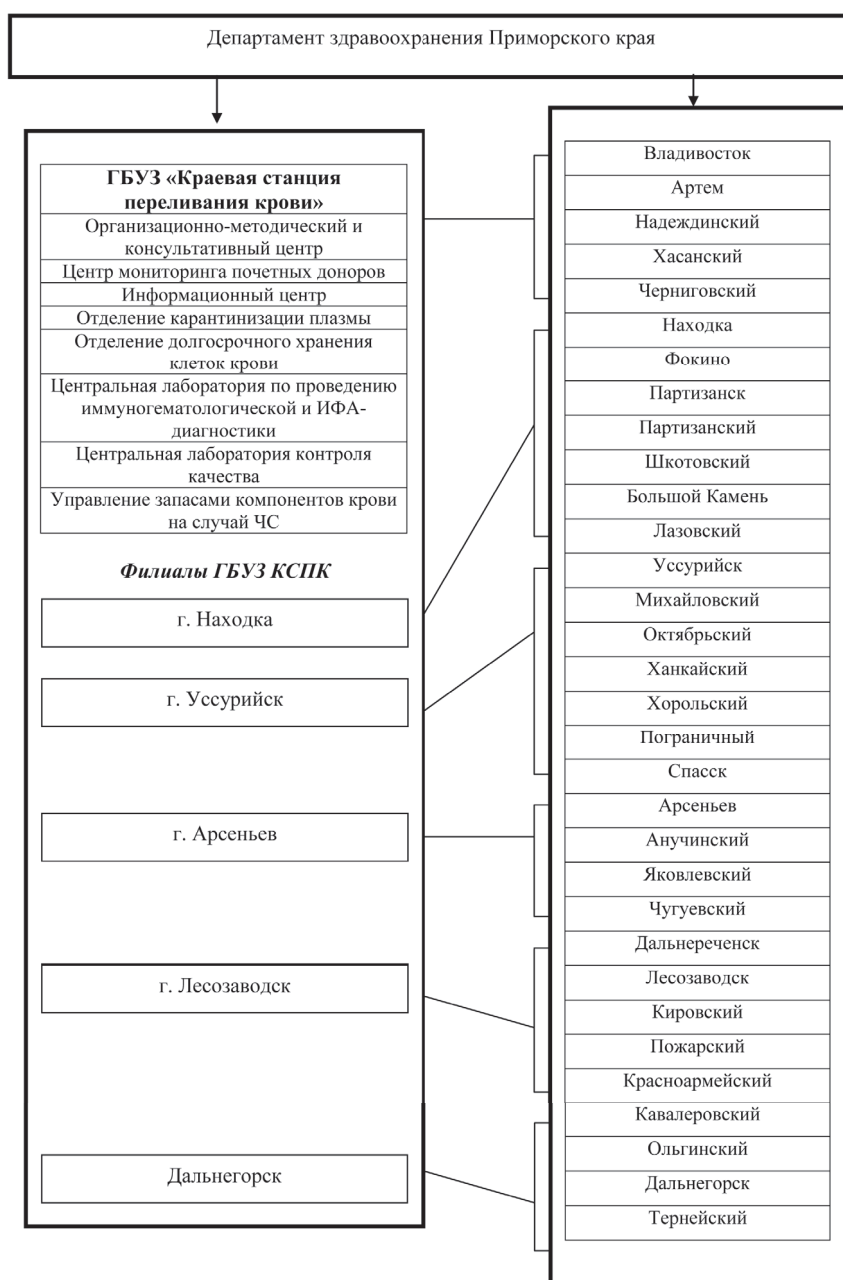 Департамент здравоохранения Приморского края
ГБУЗ «Краевая станция
переливания крови»
Организационно-методический и
консультативный центр
Центр мониторинга почетных доноров
Информационный центр
Отделение карантинизации плазмы
Отделение долгосрочного хранения
клеток крови
Центральная лаборатория по проведению
иммуногематологической и ИФА-
диагностики
Центральная лаборатория контроля
качества
Управление запасами компонентов крови
на случай ЧС
Филиалы ГБУЗ КСПК
г. Находка
г. Уссурийск
г. Арсеньев
г. Лесозаводск
Дальнегорск
Владивосток
Артем
Надеждинский
Хасанский
Черниговский
Находка
Фокино
Партизанск
Партизанский
Шкотовский
Большой Камень
Лазовский
Уссурийск
Михайловский
Октябрьский
Ханкайский
Хорольский
Пограничный
Спасск
Арсеньев
Анучинский
Яковлевский
Чугуевский
Дальнереченск
Лесозаводск
Кировский
Пожарский
Красноармейский
Кавалеровский
Ольгинский
Дальнегорск
Тернейский